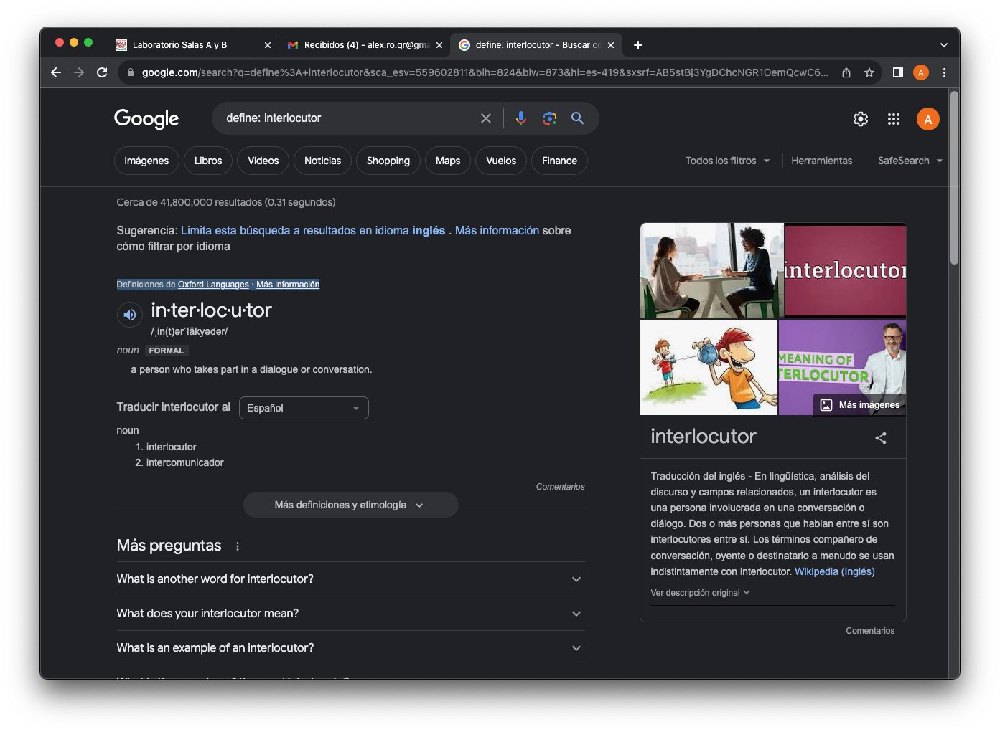 Laboratorio Salas A y B
Recibidos (4) - alex.ro.qr@gma
define: interlocutor - Buscar co
google.com/search?q=define%3A+interlocutor&sca_esv=559602811&bih=824&biw=873&hl=es-419&sxsrf=AB5stBj3YgDChcNGR1OemQcwC6...
A
Google
define: interlocutor
A
Imágenes
Libros
Vídeos
Noticias
Shopping
Maps
Vuelos
Finance
Todos los filtros
Herramientas
SafeSearch
Cerca de 41,800,000 resultados (0.31 segundos)
Sugerencia: Limita esta búsqueda a resultados en idioma inglés . Más información sobre
cómo filtrar por idioma
Definiciones de Oxford Languages · Más información
in·ter·loc·u·tor
/ˌin(t)ərˈläkyədər/
noun FORMAL
a person who takes part in a dialogue or conversation.
Traducir interlocutor al Español
noun
1. interlocutor
2. intercomunicador
Comentarios
Más definiciones y etimología
Más preguntas
What is another word for interlocutor?
What does your interlocutor mean?
What is an example of an interlocutor?
interlocutor
MEANING OF
TERLOCUTOR
Más imágenes
interlocutor
Traducción del inglés - En lingüística, análisis del
discurso y campos relacionados, un interlocutor es
una persona involucrada en una conversación o
diálogo. Dos o más personas que hablan entre sí son
interlocutores entre sí. Los términos compañero de
conversación, oyente o destinatario a menudo se usan
indistintamente con interlocutor. Wikipedia (Inglés)
Ver descripción original
Comentarios